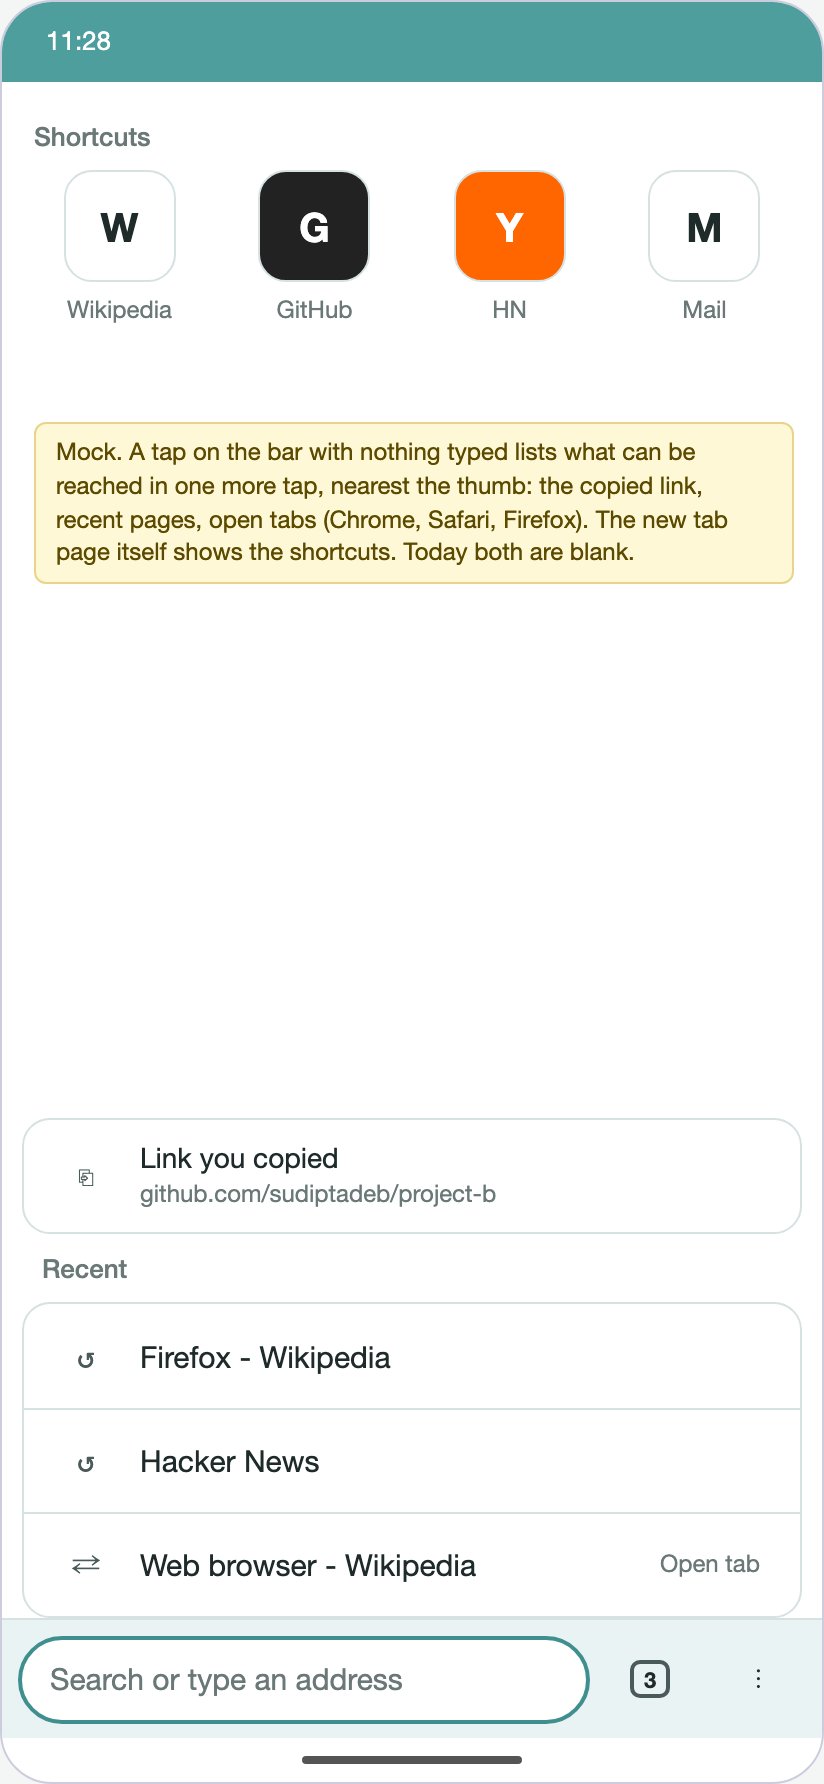 11:28
Shortcuts
W G Y M
Wikipedia GitHub HN Mail
Mock. A tap on the bar with nothing typed lists what can be
reached in one more tap, nearest the thumb: the copied link,
recent pages, open tabs (Chrome, Safari, Firefox). The new tab
page itself shows the shortcuts. Today both are blank.
Link you copied
github.com/sudiptadeb/project-b
Recent
Firefox - Wikipedia
Hacker News
Web browser - Wikipedia Open tab
Search or type an address 3